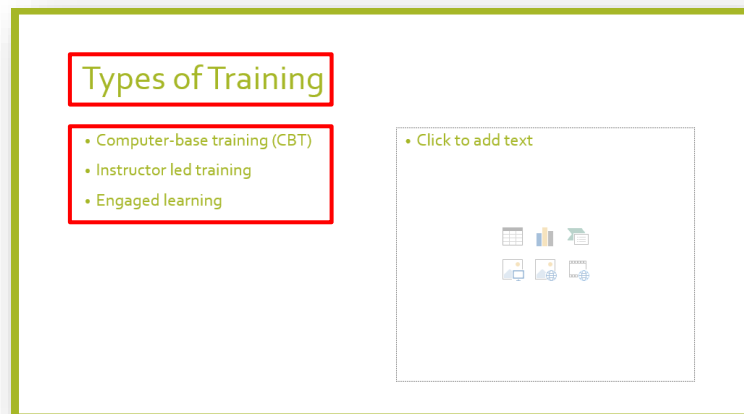 Types of Training
• Computer-base training (CBT)
• Instructor led training
• Engaged learning
• Click to add text